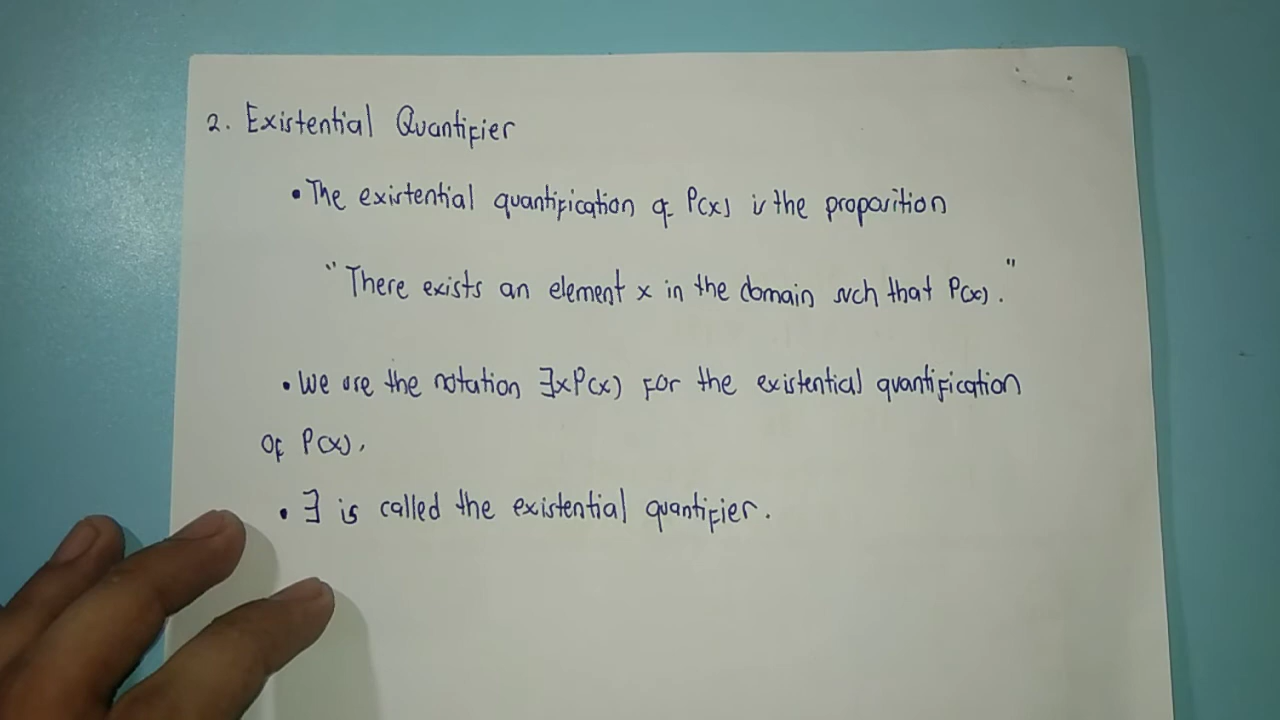 2. Existential Quantifier
• The existential quantification of P(x) is the proposition
"There exists an element x in the domain such that P(x)."
• We use the notation ∃xP(x) for the existential quantification
of P(x).
• ∃ is called the existential quantifier.